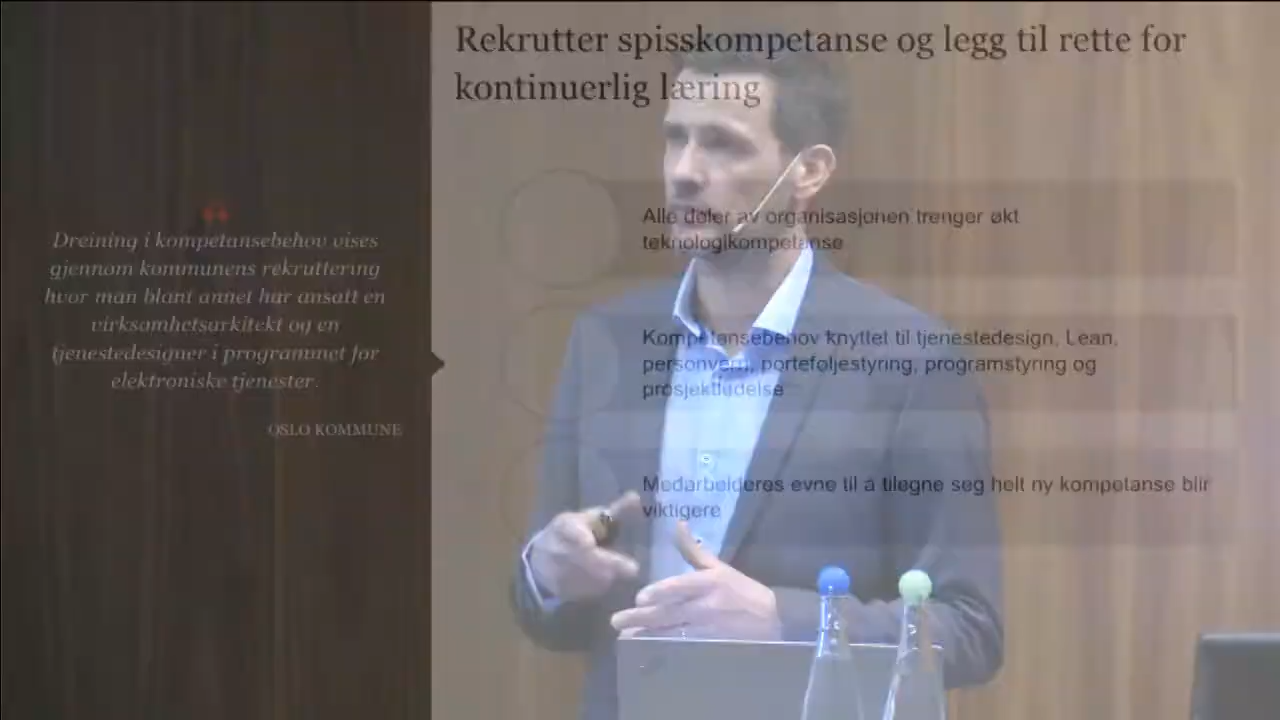 Rekrutter spisskompetanse og legg til rette for
kontinuerlig læring
Dreining i kompetansebehov vises
gjennom kommunens rekruttering
hvor man blant annet har ansatt en
virksomhetsarkitekt og en
tjenestedesigner i programmet for
elektroniske tjenester.
OSLO KOMMUNE
Alle deler av organisasjonen trenger økt
teknologikompetanse
Kompetansebehov knyttet til tjenestedesign, Lean,
personvern, porteføljestyring, programstyring og
prosjektledelse
Medarbeideres evne til å tilegne seg helt ny kompetanse blir
viktigere